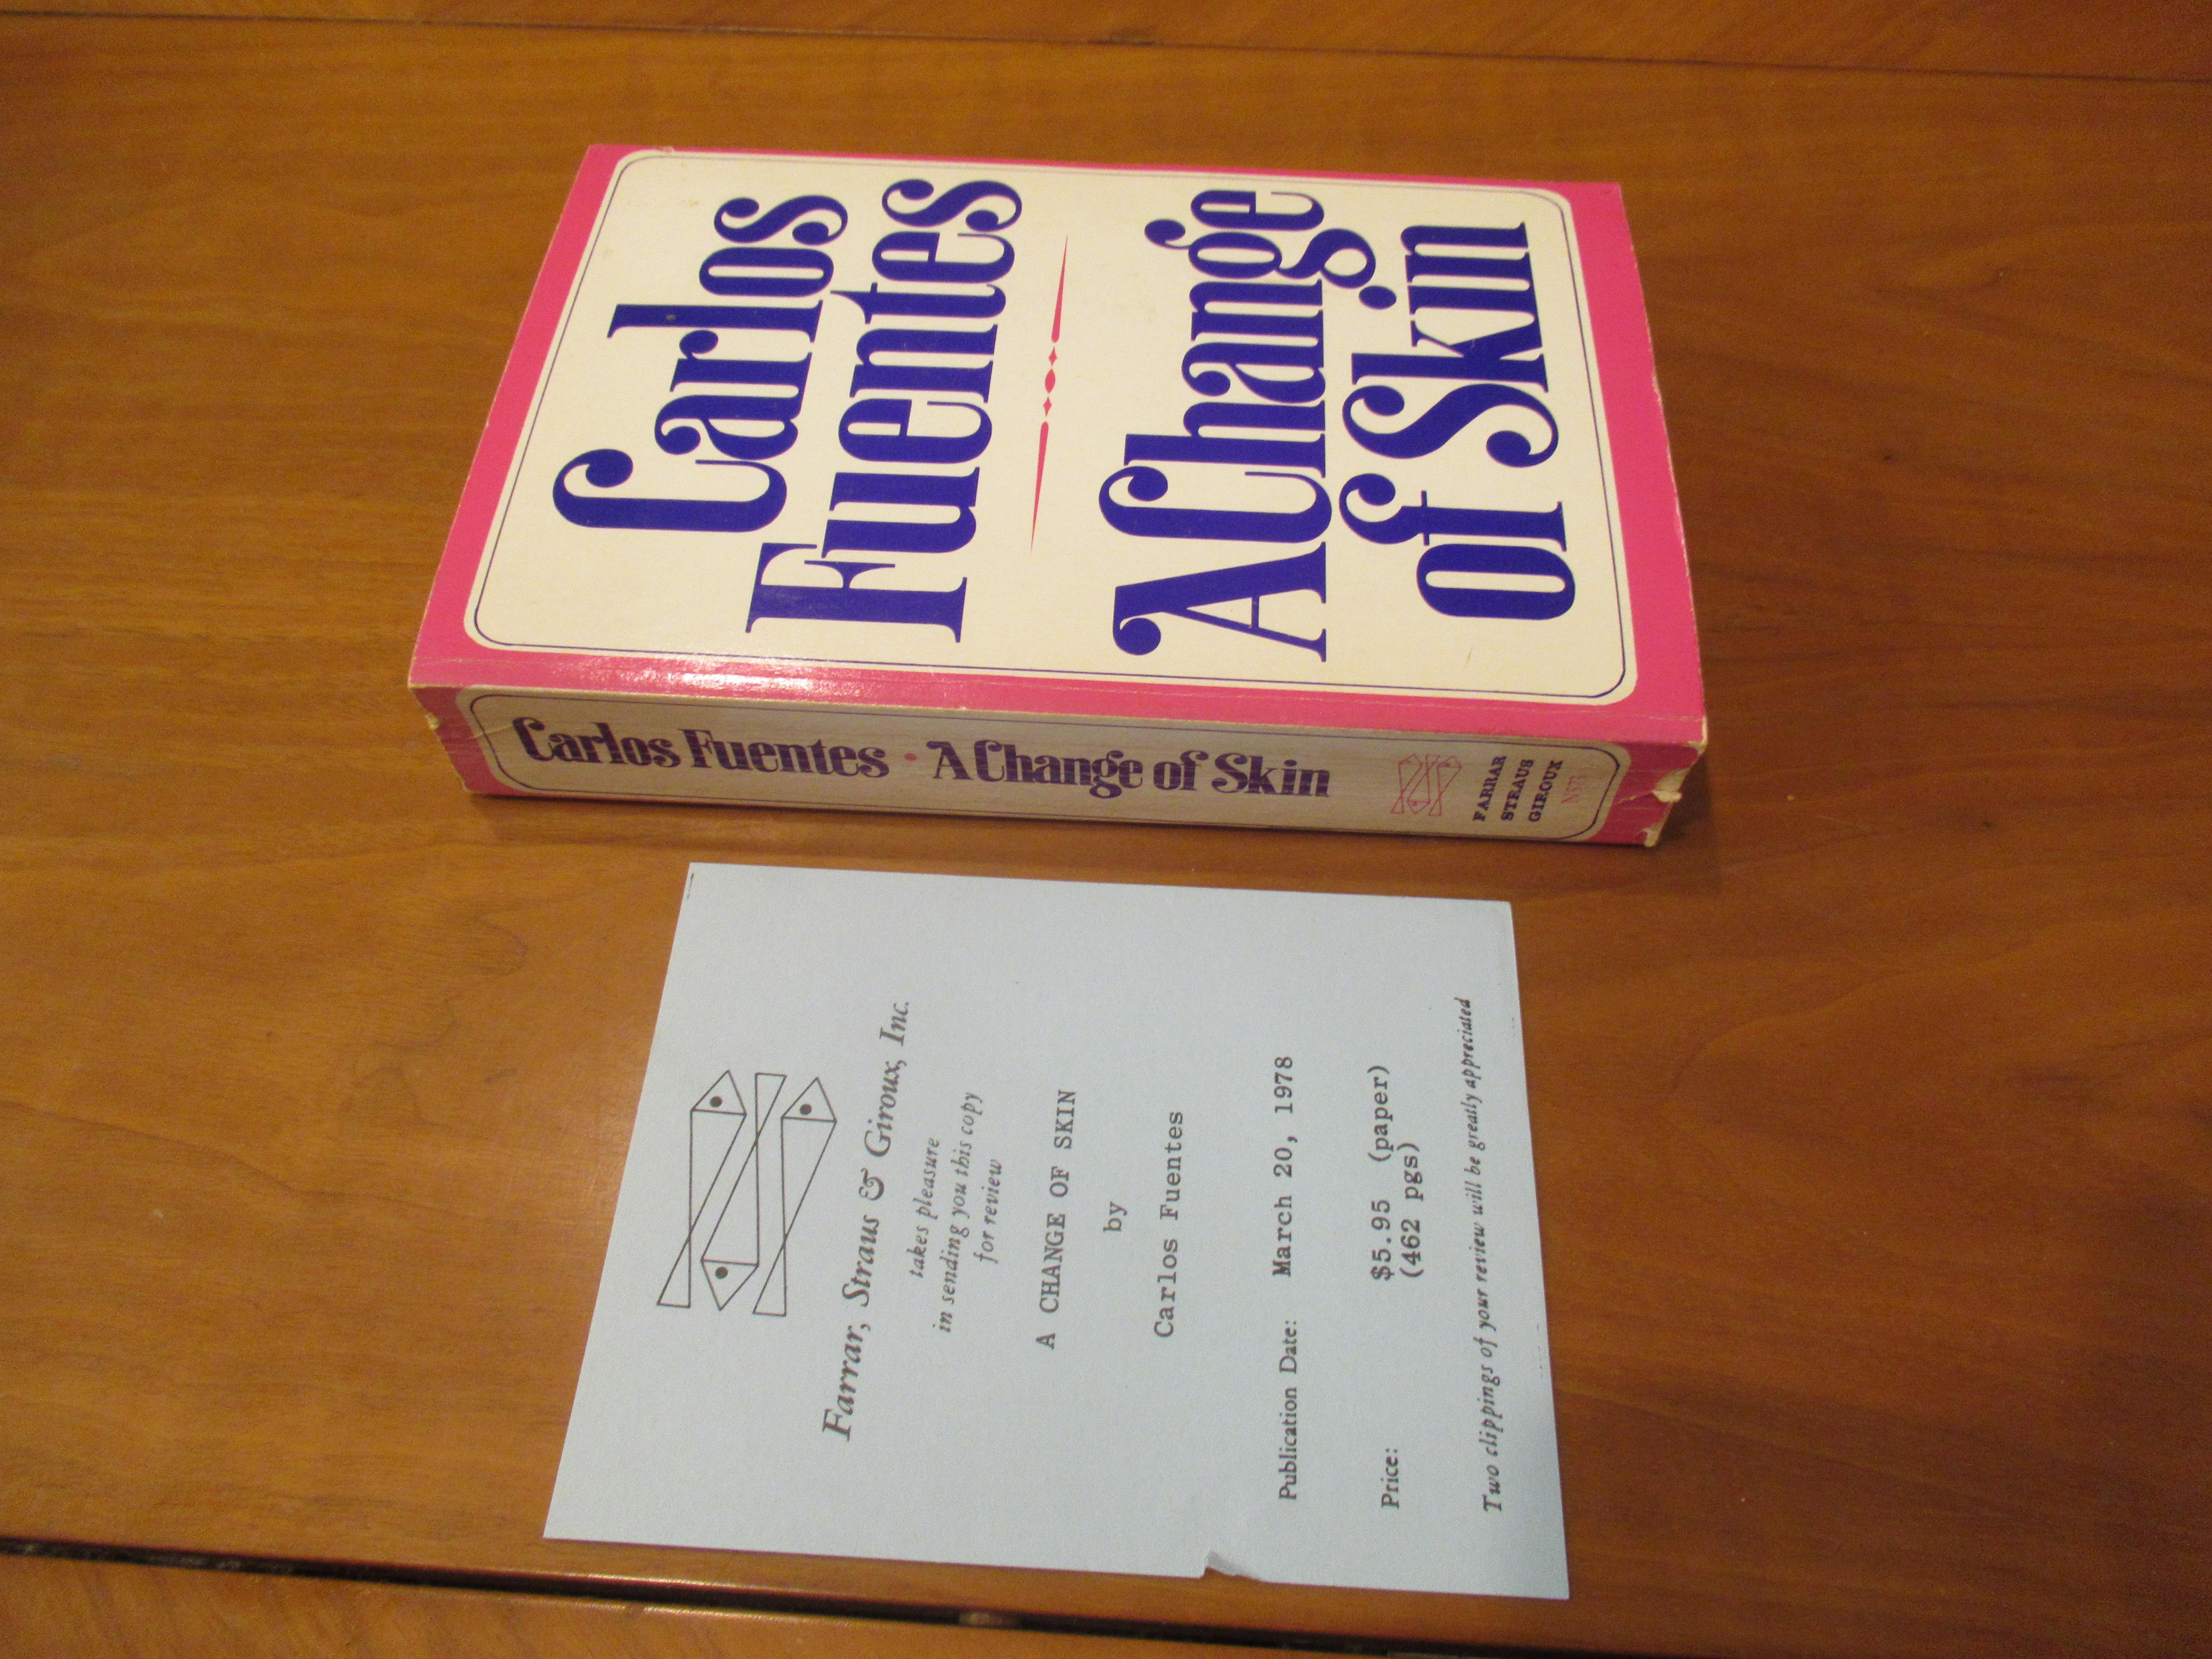 Carlos
Fuentes
A Change
of Skin
Carlos Fuentes • A Change of Skin
FARRAR
STRAUS
GIROUX
Farrar, Straus & Giroux, Inc.
takes pleasure
in sending you this copy
for review
A CHANGE OF SKIN
by
Carlos Fuentes
Publication Date: March 20, 1978
Price: $5.95 (paper)
(462 pgs)
Two clippings of your review will be greatly appreciated